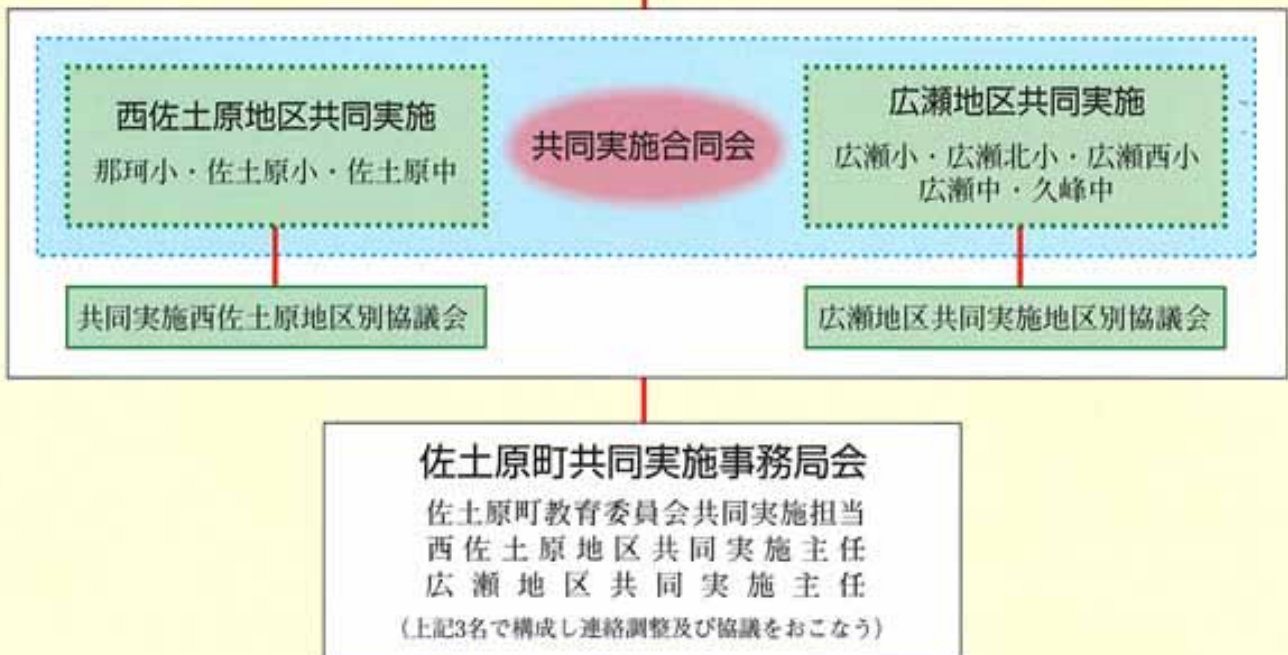 西佐土原地区共同実施
那珂小・佐土原小・佐土原中
共同実施合同会
広瀬地区共同実施
広瀬小・広瀬北小・広瀬西小
広瀬中・久峰中
共同実施西佐土原地区別協議会
広瀬地区共同実施地区別協議会
佐土原町共同実施事務局会
佐土原町教育委員会共同実施担当
西佐土原地区共同実施主任
広瀬地区共同実施主任
(上記3名で構成し連絡調整及び協議をおこなう)